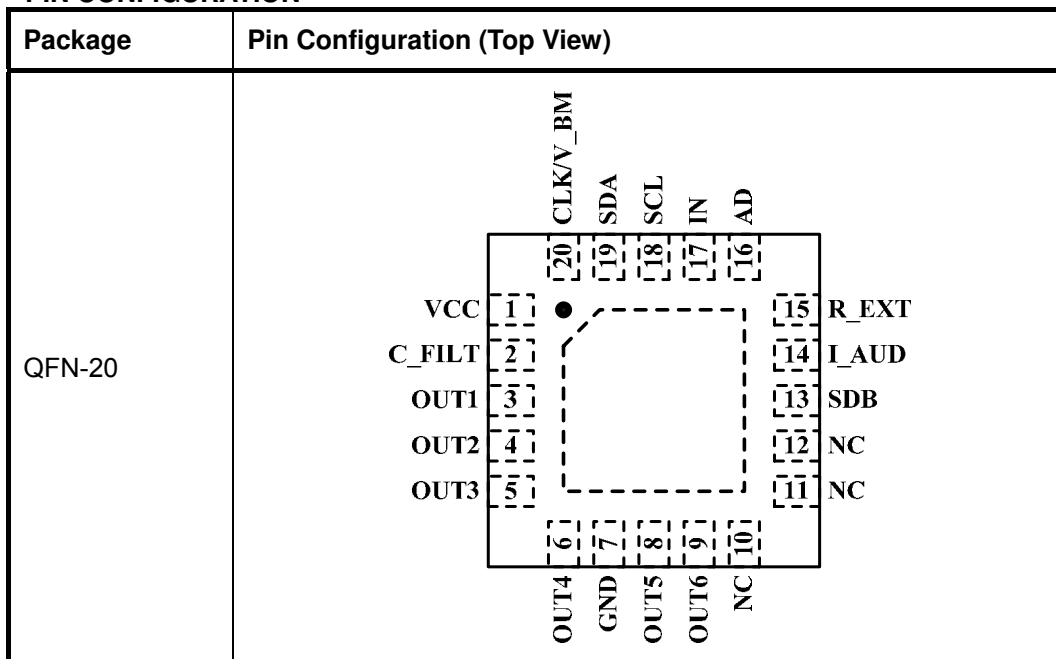 PIN CONFIGURATION
Package Pin Configuration (Top View)
QFN-20
CLK/V_BM SDA SCL IN AD
20 19 18 17 16
VCC 1 15 R_EXT
C_FILT 2 14 I_AUD
OUT1 3 13 SDB
OUT2 4 12 NC
OUT3 5 11 NC
6 7 8 9 10
OUT4 GND OUT5 OUT6 NC